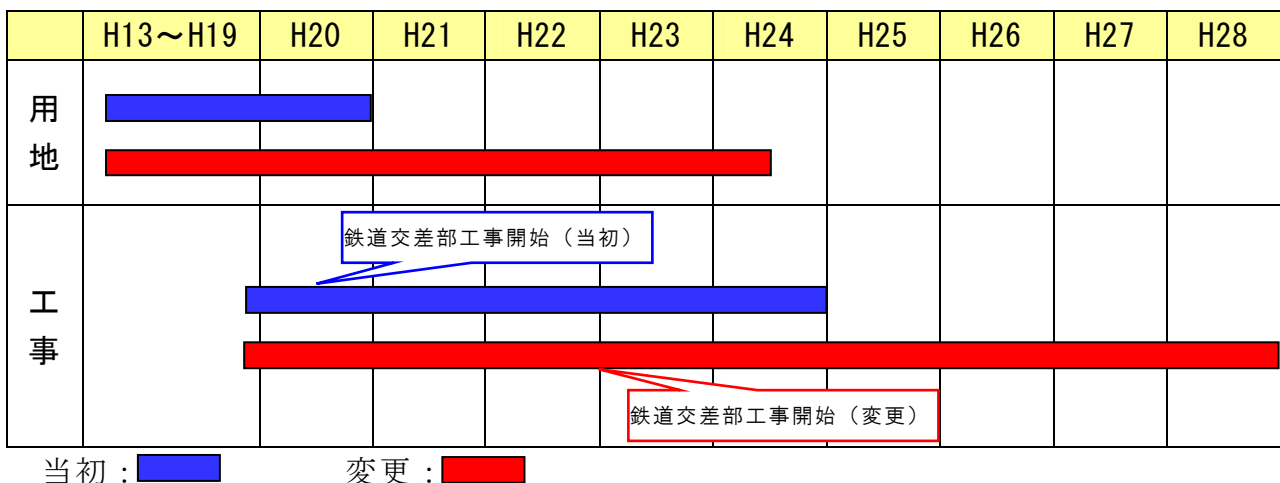 H13～H19 H20 H21 H22 H23 H24 H25 H26 H27 H28
用地
鉄道交差部工事開始（当初）
工事
鉄道交差部工事開始（変更）
当初： 変更：